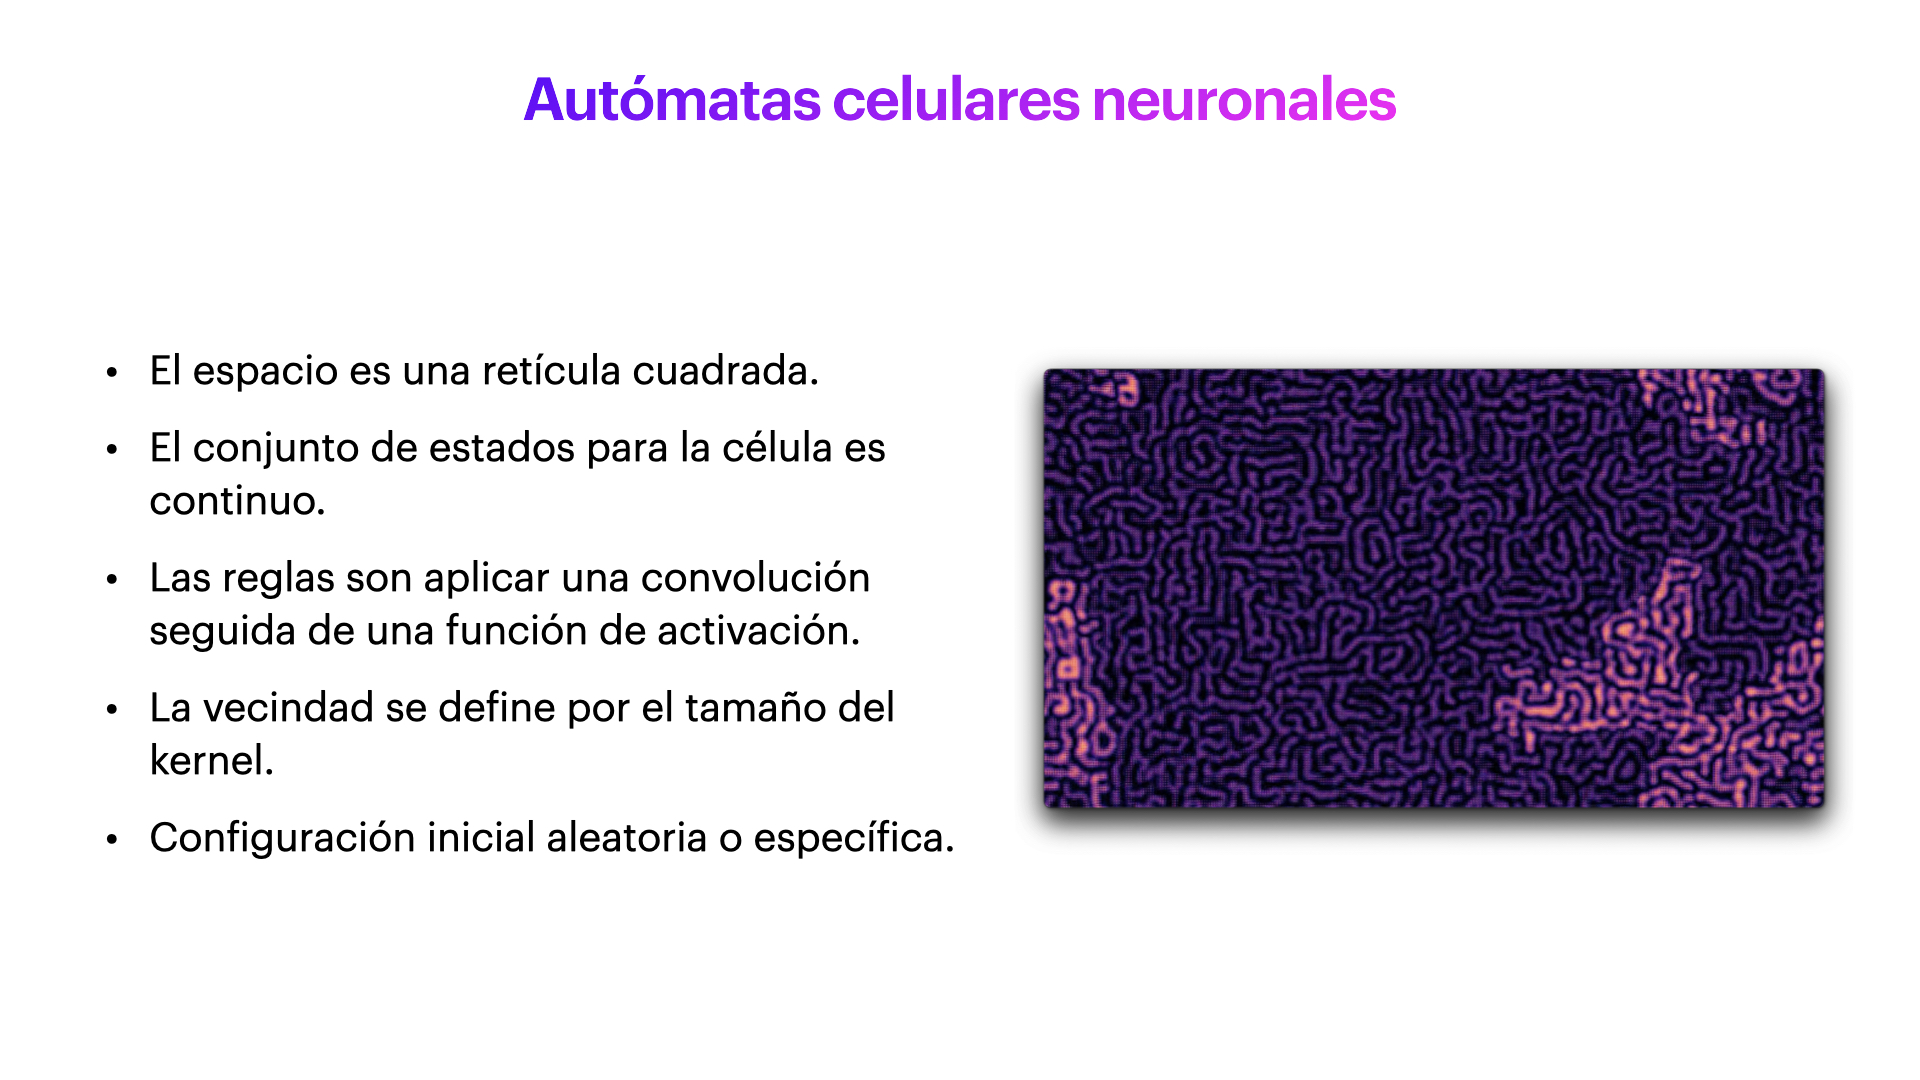 Autómatas celulares neuronales
• El espacio es una retícula cuadrada.
• El conjunto de estados para la célula es
continuo.
• Las reglas son aplicar una convolución
seguida de una función de activación.
• La vecindad se define por el tamaño del
kernel.
• Configuración inicial aleatoria o específica.